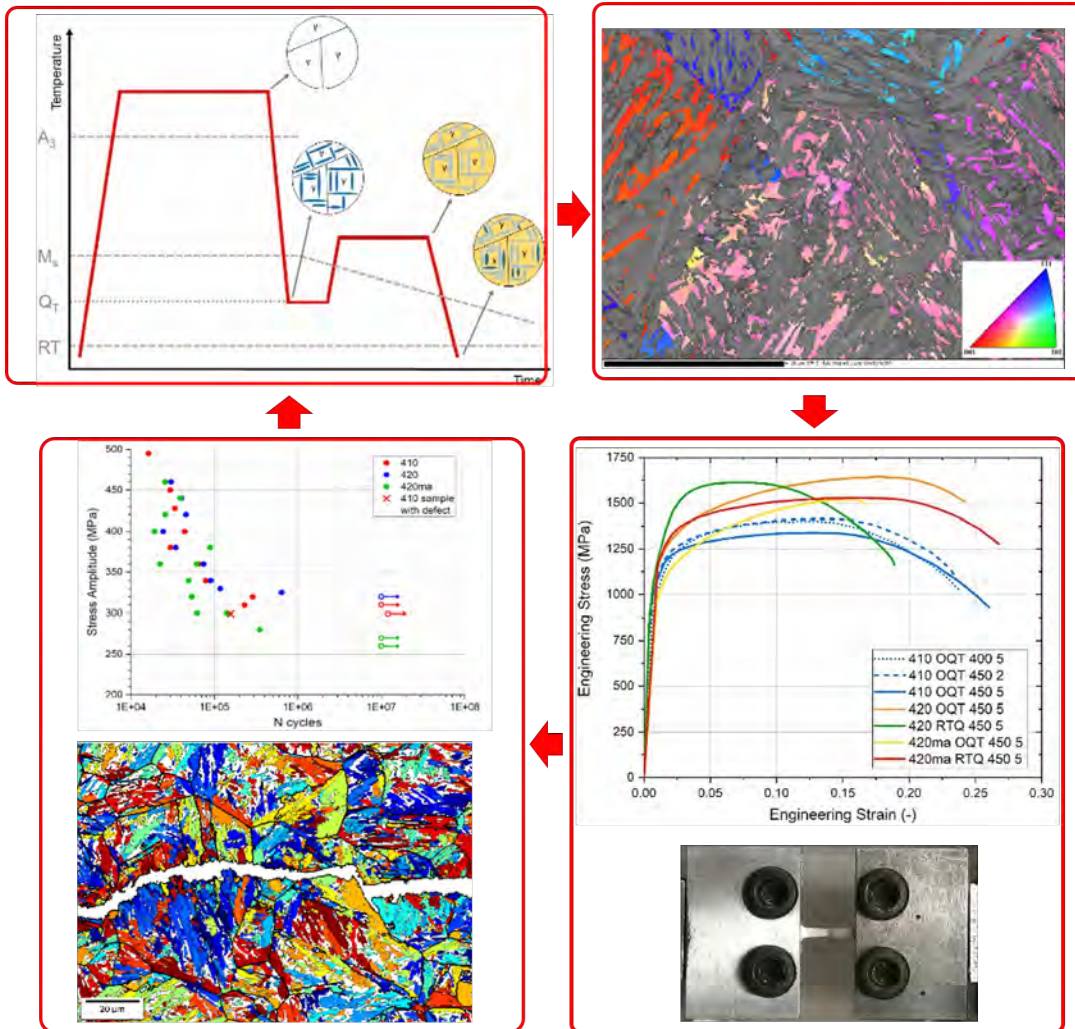 Temperature
A3
Ms
QT
RT
Time
γ
γ
γ
γ
γ
γ
γ
γ
γ
111
001
101
500
450
400
350
300
250
200
1E+04
1E+05
1E+06
1E+07
1E+08
Stress Amplitude (MPa)
N cycles
410
420
420ma
410 sample
with defect
20 µm
1750
1500
1250
1000
750
500
250
0
0.00
0.05
0.10
0.15
0.20
0.25
0.30
Engineering Stress (MPa)
Engineering Strain (-)
410 OQT 400 5
410 OQT 450 2
410 OQT 450 5
420 OQT 450 5
420 RTQ 450 5
420ma OQT 450 5
420ma RTQ 450 5